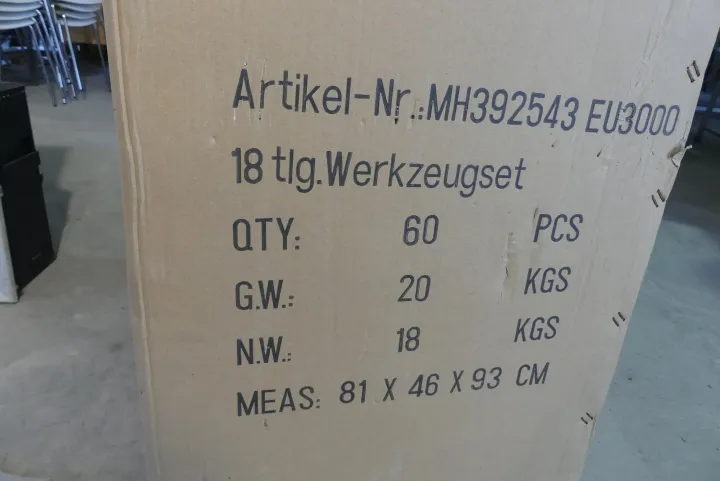 Artikel-Nr.:MH392543 EU3000
18 tlg.Werkzeugset
QTY: 60 PCS
G.W.: 20 KGS
N.W.: 18 KGS
MEAS: 81 X 46 X 93 CM